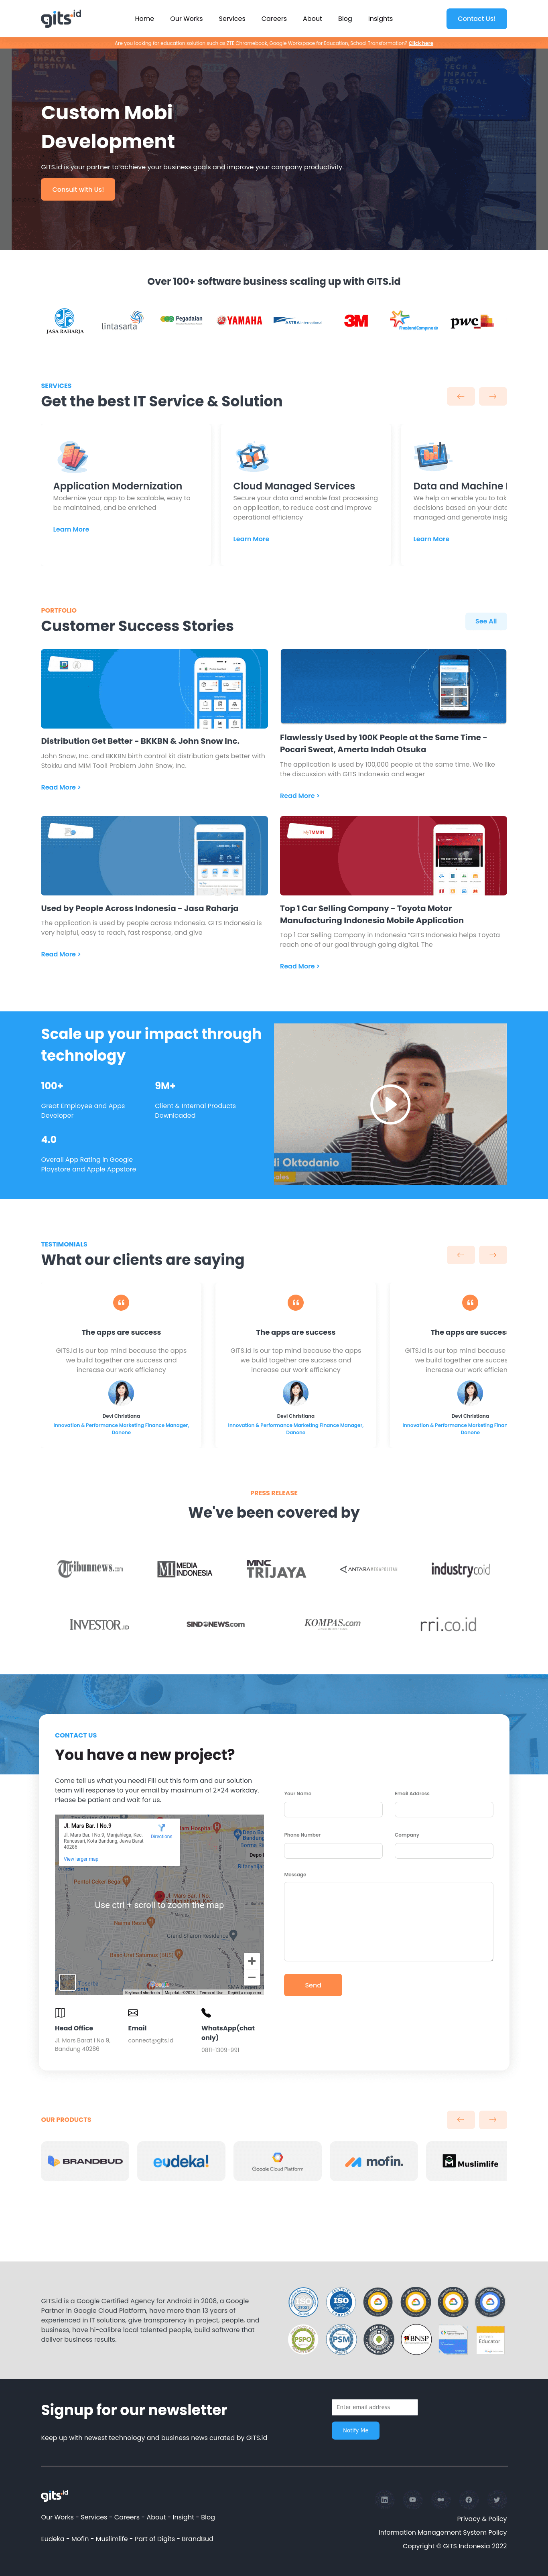 gits.id
Home Our Works Services Careers About Blog Insights
Contact Us!
Are you looking for education solution such as ZTE Chromebook, Google Workspace for Education, School Transformation? Click here
Custom Mobi
Development
GITS.id is your partner to achieve your business goals and improve your company productivity.
Consult with Us!
Over 100+ software business scaling up with GITS.id
JASA RAHARJA
lintasarta
Pegadaian
YAMAHA
ASTRA international
3M
FrieslandCampina
pwc
SERVICES
Get the best IT Service & Solution
Application Modernization
Modernize your app to be scalable, easy to
be maintained, and be enriched
Learn More
Cloud Managed Services
Secure your data and enable fast processing
on application, to reduce cost and improve
operational efficiency
Learn More
Data and Machine
We help on enable you to tak
decisions based on your data
managed and generate insig
Learn More
PORTFOLIO
Customer Success Stories
See All
Distribution Get Better - BKKBN & John Snow Inc.
John Snow, Inc. and BKKBN birth control kit distribution gets better with
Stokku and MIM Tool! Problem John Snow, Inc.
Read More >
Flawlessly Used by 100K People at the Same Time -
Pocari Sweat, Amerta Indah Otsuka
The application is used by 100,000 people at the same time. We like
the discussion with GITS Indonesia and eager
Read More >
Used by People Across Indonesia - Jasa Raharja
The application is used by people across Indonesia. GITS Indonesia is
very helpful, easy to reach, fast response, and give
Read More >
TMMIN
Top 1 Car Selling Company - Toyota Motor
Manufacturing Indonesia Mobile Application
Top 1 Car Selling Company in Indonesia “GITS Indonesia helps Toyota
reach one of our goal through going digital. The
Read More >
Scale up your impact through
technology
100+
Great Employee and Apps
Developer
9M+
Client & Internal Products
Downloaded
4.0
Overall App Rating in Google
Playstore and Apple Appstore
di Oktodanio
TESTIMONIALS
What our clients are saying
The apps are success
GITS.id is our top mind because the apps
we build together are success and
increase our work efficiency
Devi Christiana
Innovation & Performance Marketing Finance Manager,
Danone
The apps are success
GITS.id is our top mind because the apps
we build together are success and
increase our work efficiency
Devi Christiana
Innovation & Performance Marketing Finance Manager,
Danone
The apps are succes
GITS.id is our top mind because
we build together are succes
increase our work efficiency
Devi Christiana
Innovation & Performance Marketing Finan
Danone
PRESS RELEASE
We've been covered by
Tribunnews.com
MEDIA INDONESIA
MNC TRIJAYA
ANTARA
industry.co.id
INVESTOR.ID
SINDONEWS.com
KOMPAS.com
rri.co.id
CONTACT US
You have a new project?
Come tell us what you need! Fill out this form and our solution
team will response to your email by maximum of 2x24 workday.
Please be patient and wait for us.
Jl. Mars Bar. I No.9
Jl. Mars Bar. I No.9, Manjahlega, Kec.
Rancasari, Kota Bandung, Jawa Barat
40286
Directions
View larger map
Pentol Ceker Begal
Jl. Mars Bar. I No.
Use ctrl + scroll to zoom the map
Grand Sharon Residence
Keyboard shortcuts Map data ©2023 Terms of Use Report a map error
Your Name
Email Address
Phone Number
Company
Message
Send
Head Office
Jl. Mars Barat I No 9,
Bandung 40286
Email
connect@gits.id
WhatsApp(chat
only)
0811-1309-991
OUR PRODUCTS
BRANDBUD
eudeka!
Google Cloud Platform
mofin.
Muslimlife
GITS.id is a Google Certified Agency for Android in 2008, a Google
Partner in Google Cloud Platform, have more than 13 years of
experienced in IT solutions, give transparency in project, people, and
business, have hi-calibre local talented people, build software that
deliver business results.
ISO
ISO
PSPO
PSM
BNSP
Educator
Signup for our newsletter
Keep up with newest technology and business news curated by GITS.id
Enter email address
Notify Me
gits.id
Our Works - Services - Careers - About - Insight - Blog
Eudeka - Mofin - Muslimlife - Part of Digits - BrandBud
Privacy & Policy
Information Management System Policy
Copyright © GITS Indonesia 2022